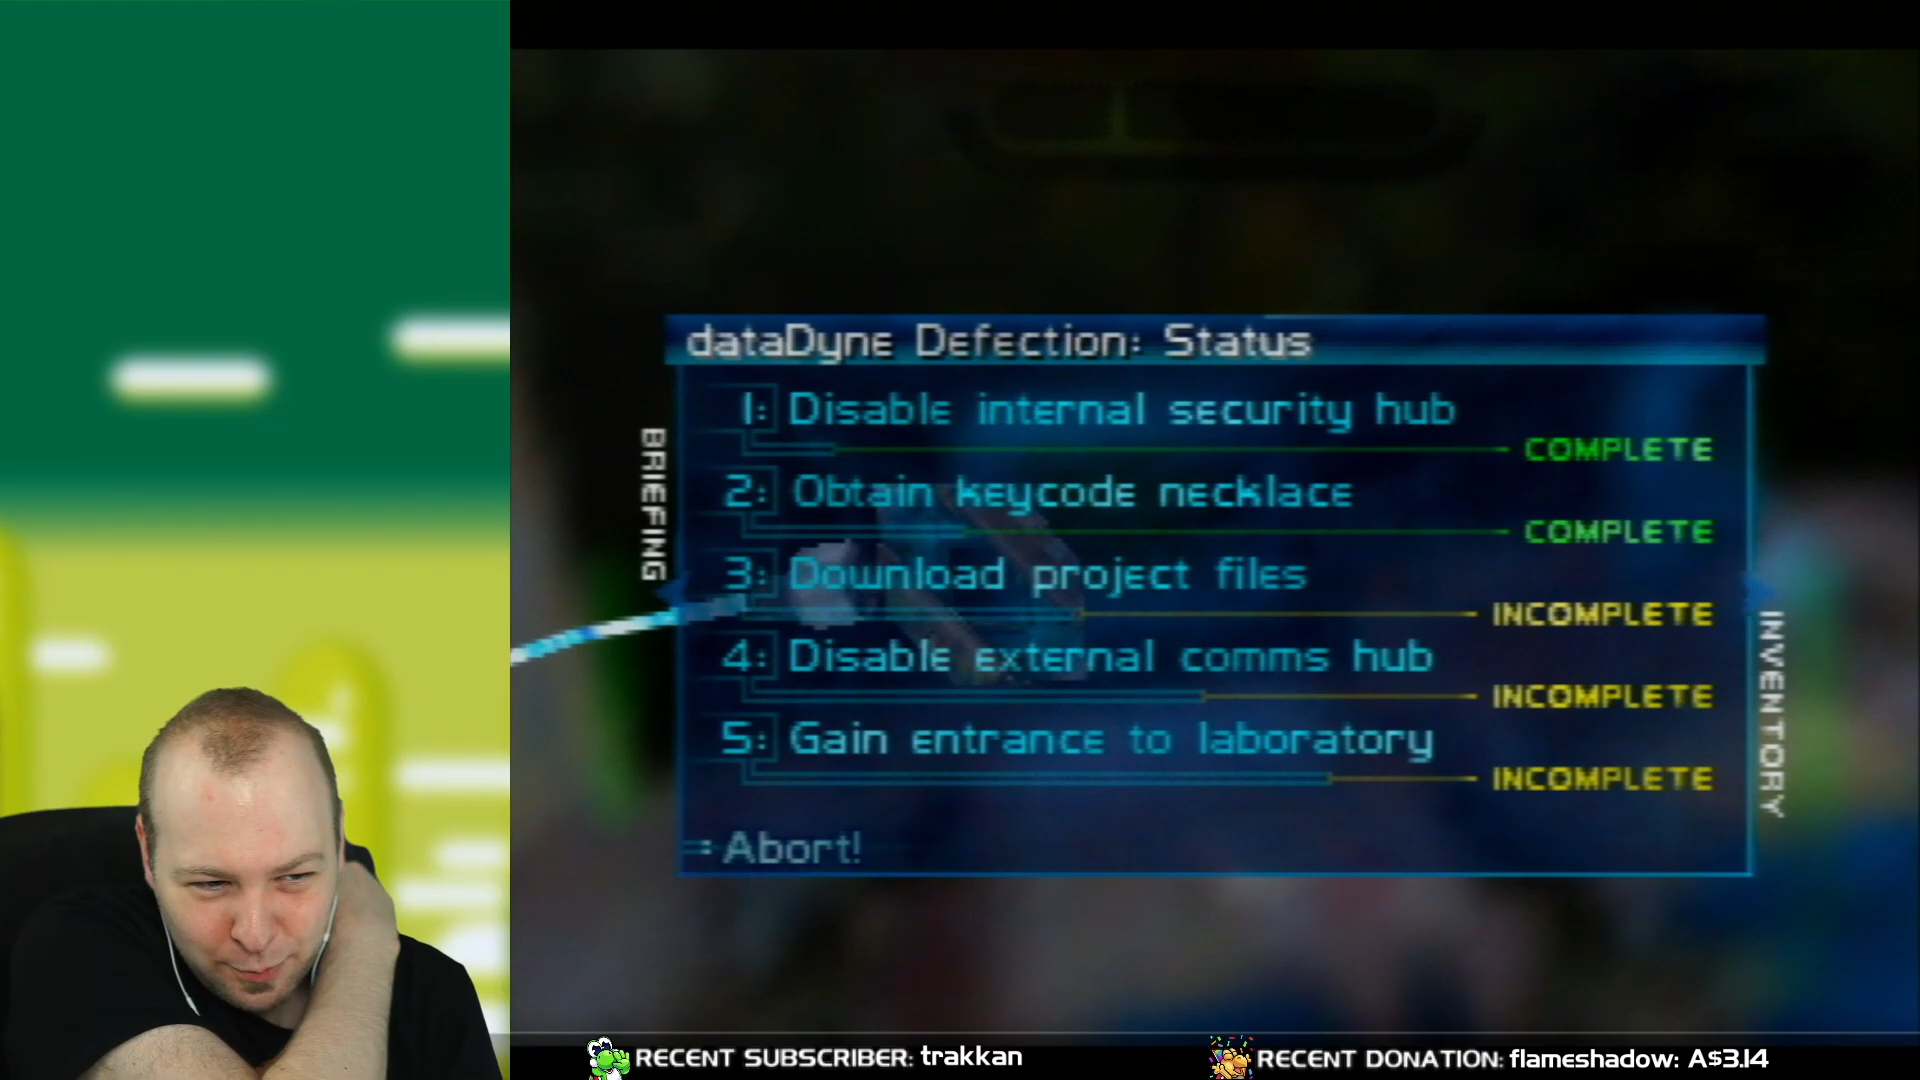 dataDyne Defection: Status
1: Disable internal security hub
COMPLETE
2: Obtain keycode necklace
COMPLETE
3: Download project files
INCOMPLETE
4: Disable external comms hub
INCOMPLETE
5: Gain entrance to laboratory
INCOMPLETE
Abort!
BRIEFING
INVENTORY
RECENT SUBSCRIBER: trakkan
RECENT DONATION: flameshadow: A$3.14